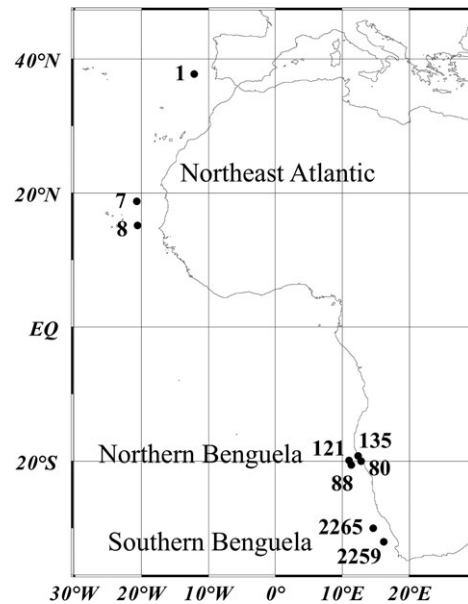 40°N
1
Northeast Atlantic
20°N
7
8
EQ
135
121
Northern Benguela
80
20°S
88
2265
Southern Benguela
2259
30°W 20°W 10°W 0° 10°E 20°E